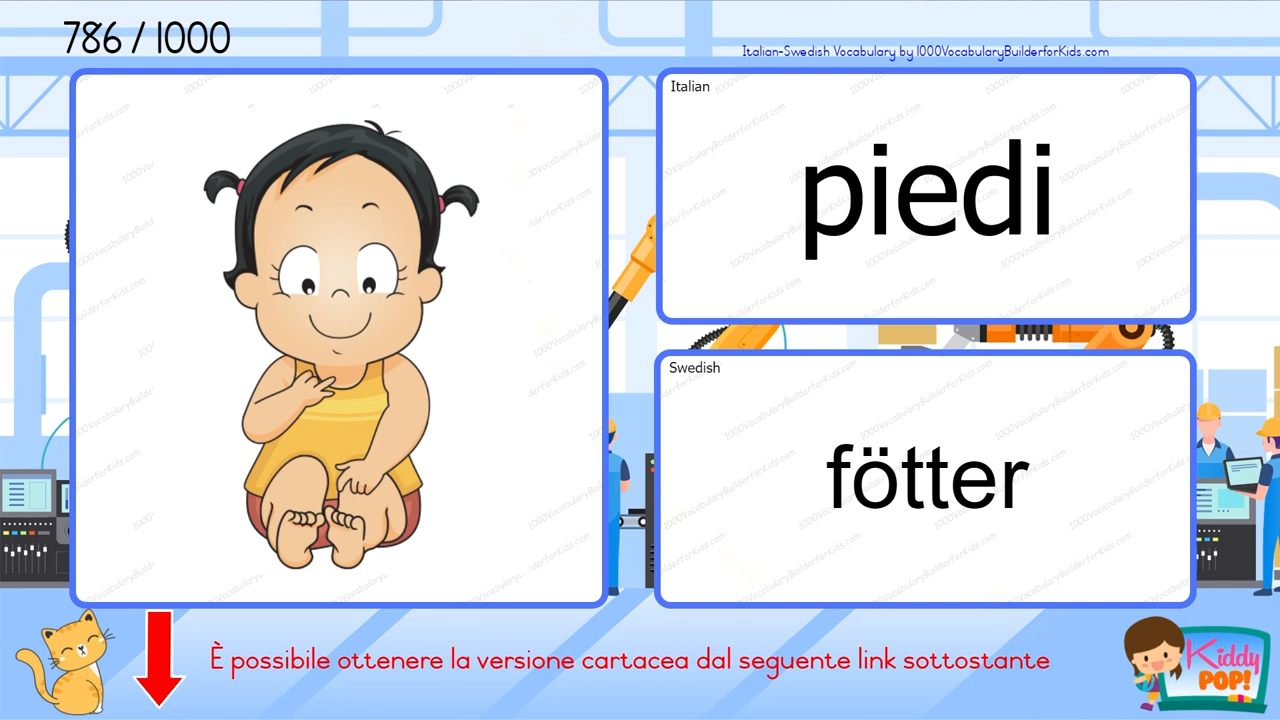 786 / 1000
Italian-Swedish Vocabulary by 1000VocabularyBuilderforKids.com
Italian
piedi
Swedish
fötter
È possibile ottenere la versione cartacea dal seguente link sottostante
Kiddy
POP!